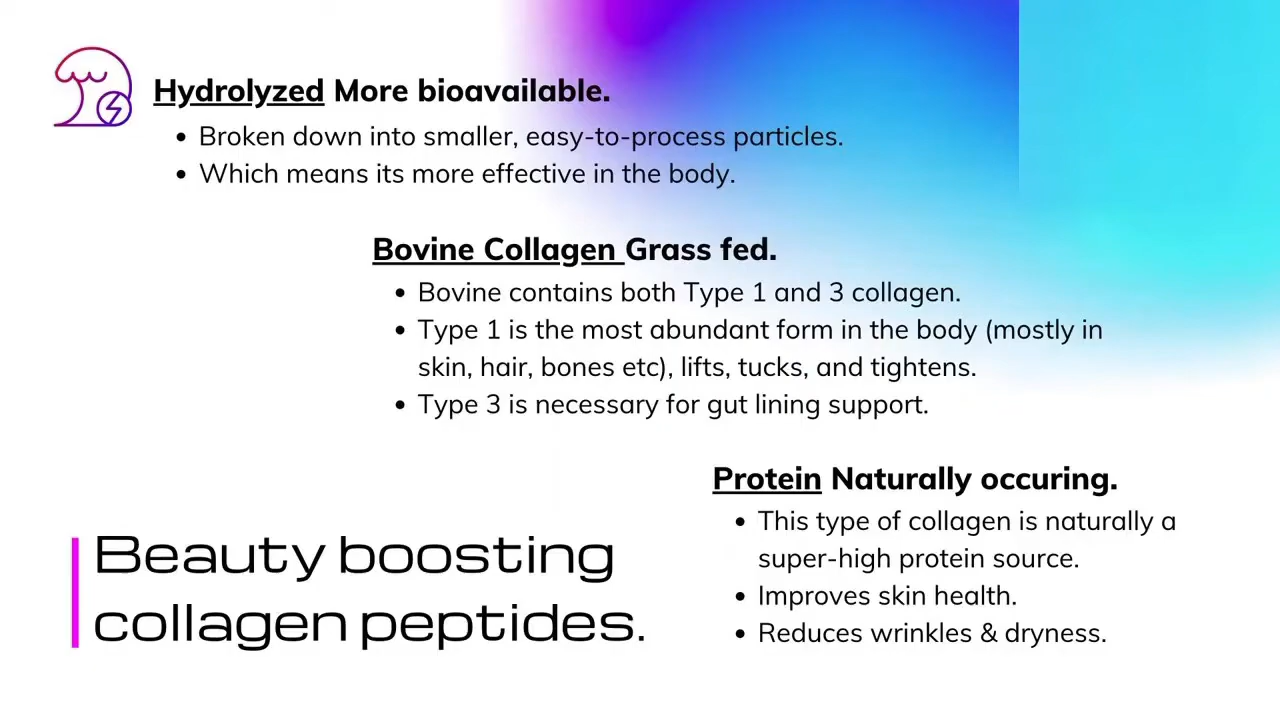 Hydrolyzed More bioavailable.
• Broken down into smaller, easy-to-process particles.
• Which means its more effective in the body.
Bovine Collagen Grass fed.
• Bovine contains both Type 1 and 3 collagen.
• Type 1 is the most abundant form in the body (mostly in
skin, hair, bones etc), lifts, tucks, and tightens.
• Type 3 is necessary for gut lining support.
Protein Naturally occuring.
• This type of collagen is naturally a
super-high protein source.
• Improves skin health.
• Reduces wrinkles & dryness.
Beauty boosting
collagen peptides.